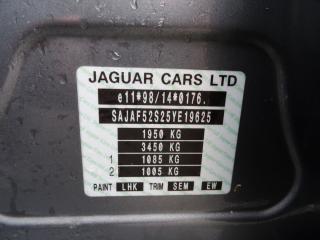 JAGUAR CARS LTD
e11*98/14*0176.
SAJAF52S25YE19625
1950 KG
3450 KG
1 1085 KG
2 1005 KG
PAINT LHK TRIM SEM EW